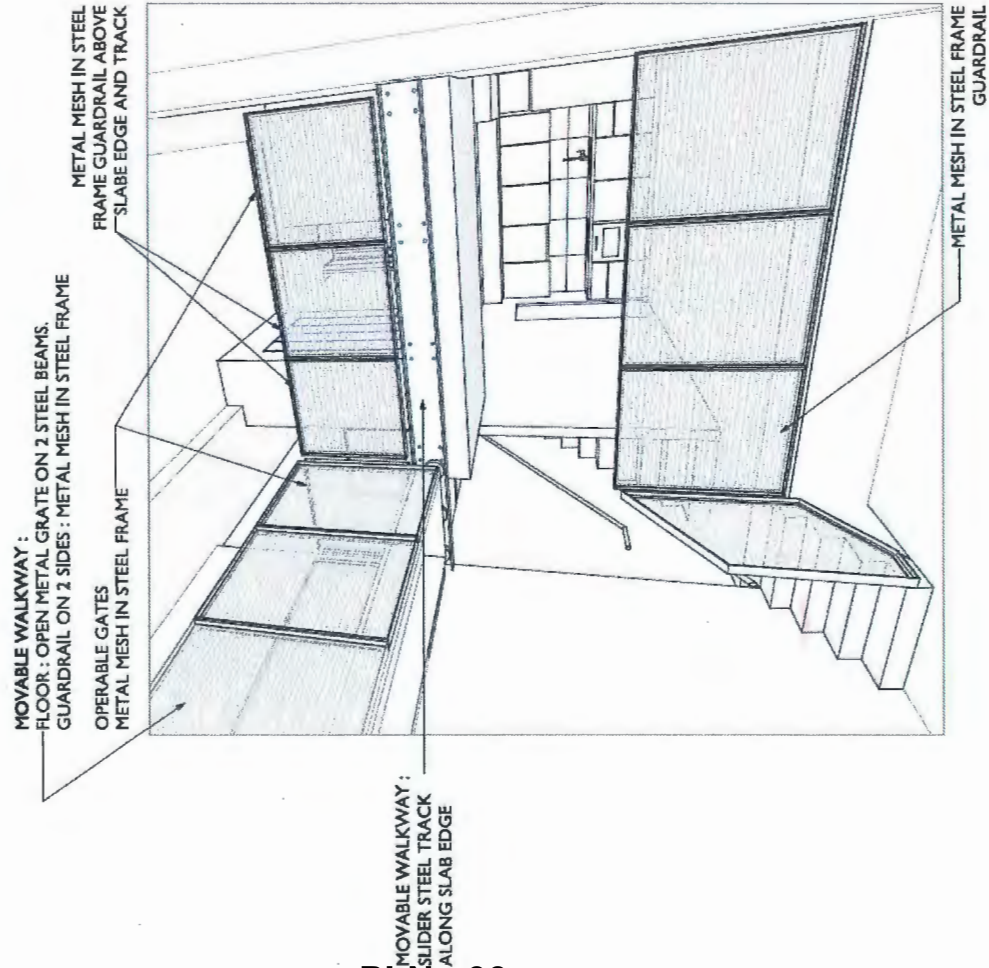 MOVABLE WALKWAY :
FLOOR : OPEN METAL GRATE ON 2 STEEL BEAMS.
GUARDRAIL ON 2 SIDES : METAL MESH IN STEEL FRAME
OPERABLE GATES
METAL MESH IN STEEL FRAME
METAL MESH IN STEEL
FRAME GUARDRAIL ABOVE
SLABE EDGE AND TRACK
MOVABLE WALKWAY :
SLIDER STEEL TRACK
ALONG SLAB EDGE
METAL MESH IN STEEL FRAME
GUARDRAIL